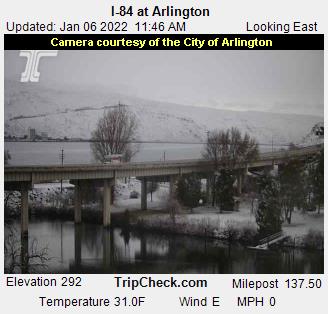 I-84 at Arlington
Updated: Jan 06 2022 11:46 AM Looking East
Camera courtesy of the City of Arlington
Elevation 292 TripCheck.com Milepost 137.50
Temperature 31.0F Wind E MPH 0